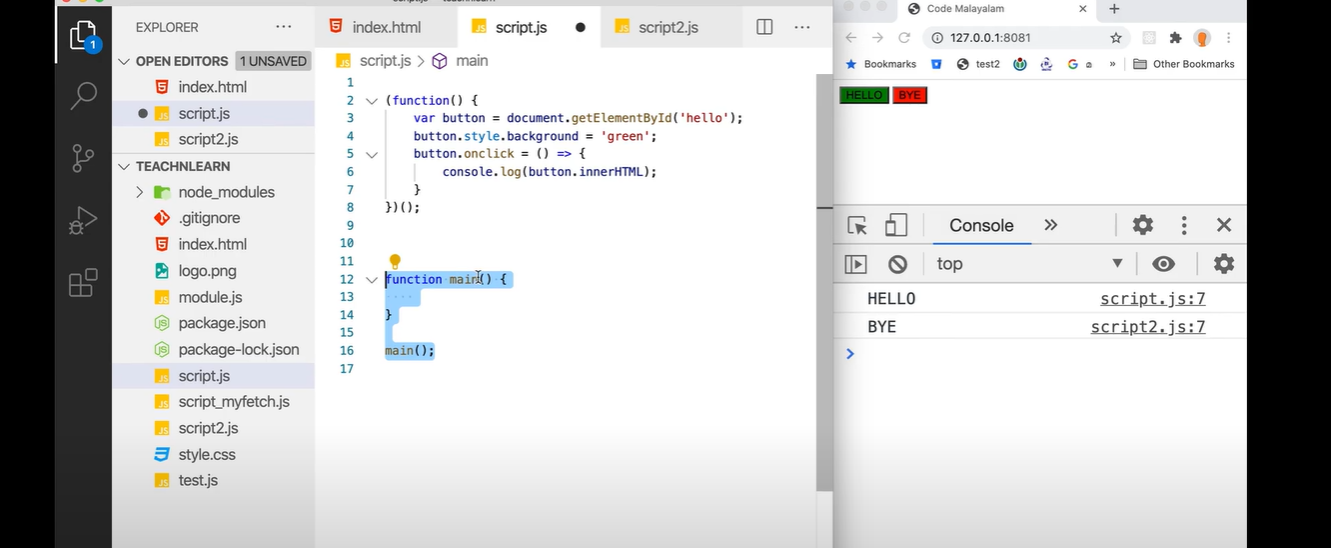 EXPLORER
OPEN EDITORS 1 UNSAVED
index.html
script.js
script2.js
TEACHNLEARN
node_modules
.gitignore
index.html
logo.png
module.js
package.json
package-lock.json
script.js
script_myfetch.js
script2.js
style.css
test.js
1
index.html
script.js
script2.js
script.js > main
1
2 (function() {
3 var button = document.getElementById('hello');
4 button.style.background = 'green';
5 button.onclick = () => {
6 console.log(button.innerHTML);
7 }
8 })();
9
10
11
12 function main() {
13
14 }
15
16 main();
17
Code Malayalam
127.0.0.1:8081
Bookmarks test2 G a » Other Bookmarks
HELLO BYE
Console »
top
HELLO script.js:7
BYE script2.js:7